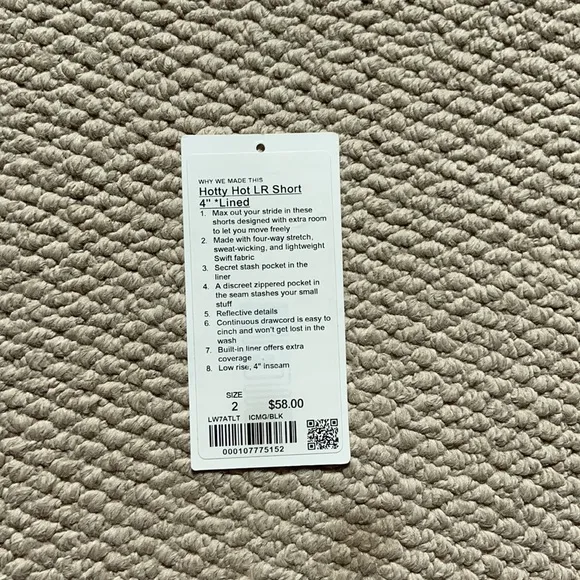 WHY WE MADE THIS
Hotty Hot LR Short
4" *Lined
1. Max out your stride in these
shorts designed with extra room
to let you move freely
2. Made with four-way stretch,
sweat-wicking, and lightweight
Swift fabric
3. Secret stash pocket in the
liner
4. A discreet zippered pocket in
the seam stashes your small
stuff
5. Reflective details
6. Continuous drawcord is easy to
cinch and won't get lost in the
wash
7. Built-in liner offers extra
coverage
8. Low rise, 4" inseam
SIZE
2 $58.00
LW7ATLT ICMG/BLK
000107775152